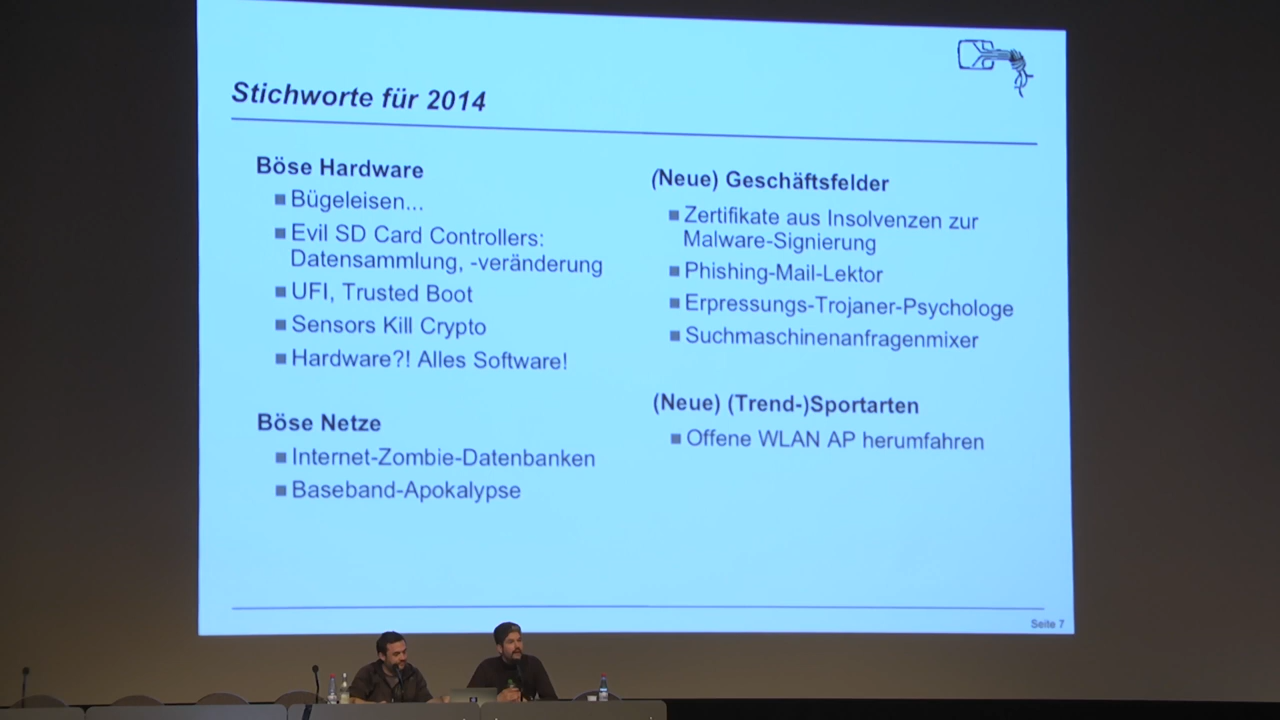 Stichworte für 2014
Böse Hardware
Bügeleisen...
Evil SD Card Controllers:
Datensammlung, -veränderung
UFI, Trusted Boot
Sensors Kill Crypto
Hardware?! Alles Software!
Böse Netze
Internet-Zombie-Datenbanken
Baseband-Apokalypse
(Neue) Geschäftsfelder
Zertifikate aus Insolvenzen zur
Malware-Signierung
Phishing-Mail-Lektor
Erpressungs-Trojaner-Psychologe
Suchmaschinenanfragenmixer
(Neue) (Trend-)Sportarten
Offene WLAN AP herumfahren
Seite 7